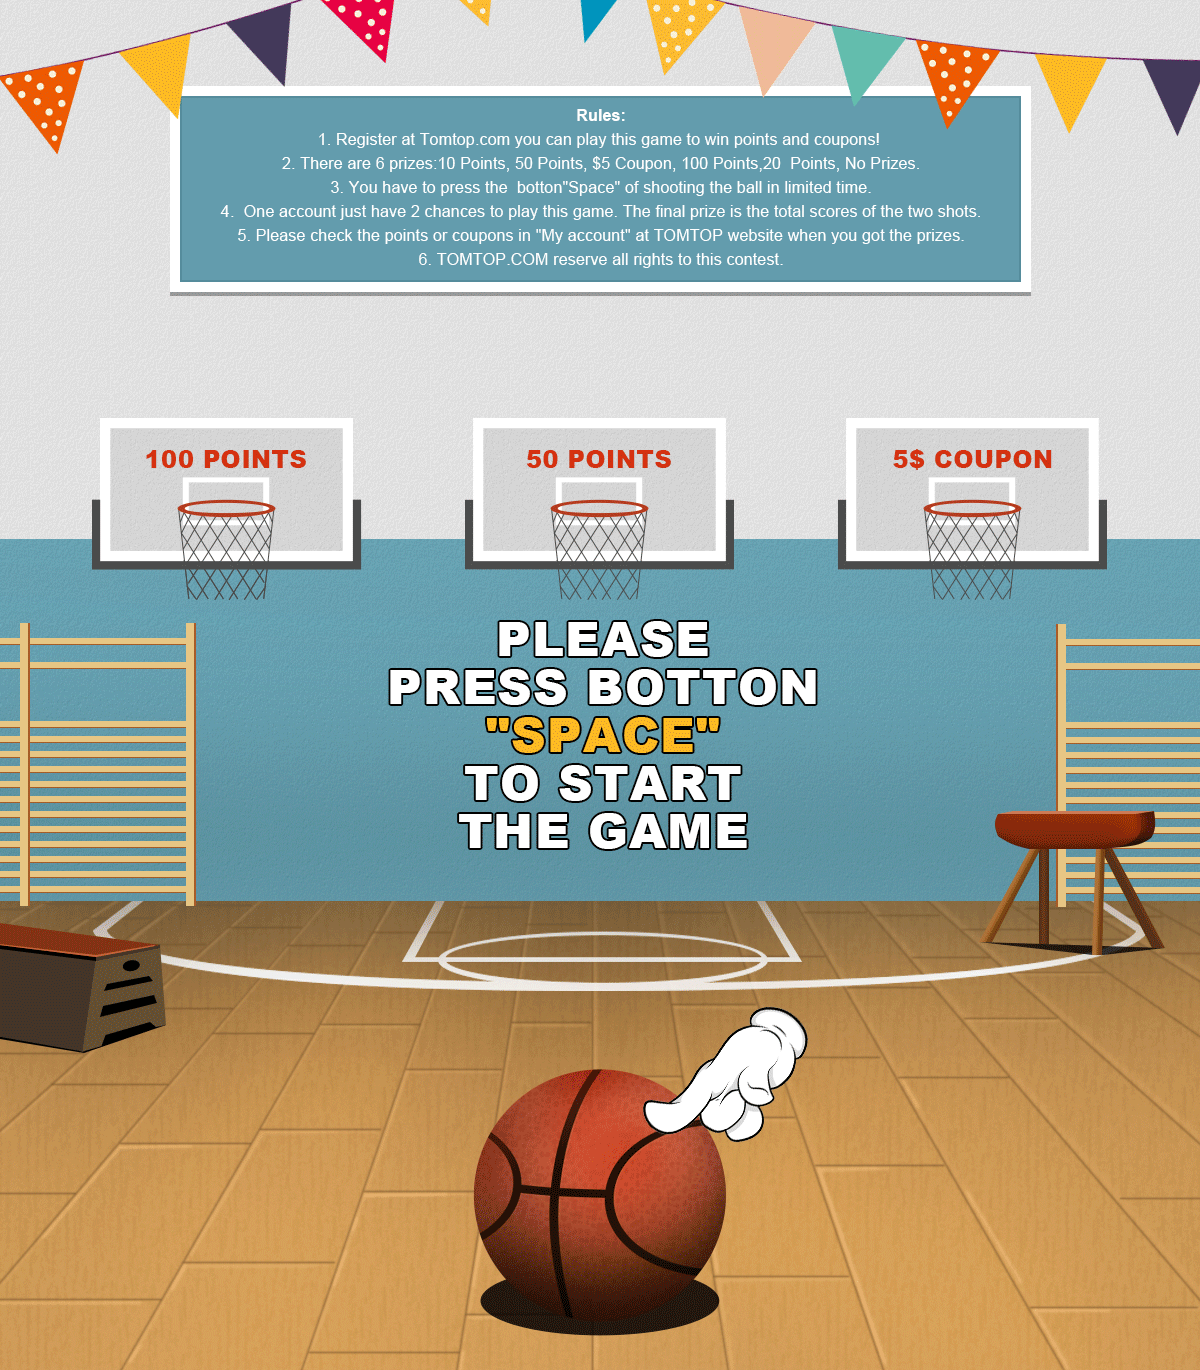 Rules:
1. Register at Tomtop.com you can play this game to win points and coupons!
2. There are 6 prizes:10 Points, 50 Points, $5 Coupon, 100 Points,20  Points, No Prizes.
3. You have to press the  botton"Space" of shooting the ball in limited time.
4.  One account just have 2 chances to play this game. The final prize is the total scores of the two shots.
5. Please check the points or coupons in "My account" at TOMTOP website when you got the prizes.
6. TOMTOP.COM reserve all rights to this contest.
100 POINTS
50 POINTS
5$ COUPON
PLEASE
PRESS BOTTON
"SPACE"
TO START
THE GAME